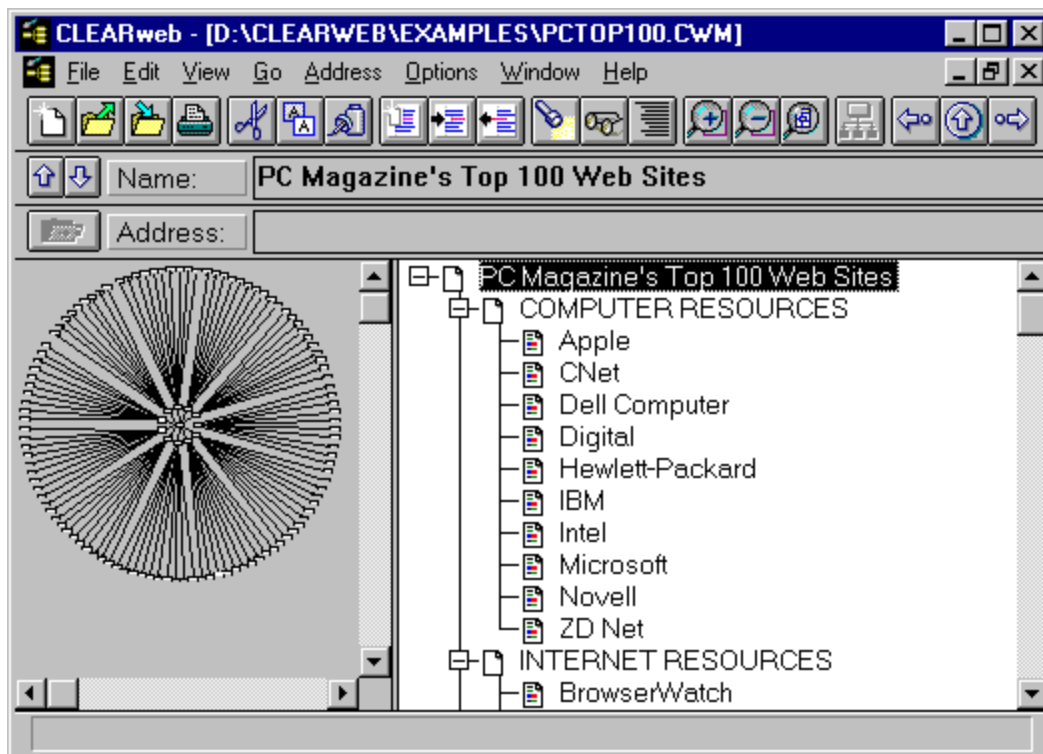 CLEARweb - [D:\CLEARWEB\EXAMPLES\PCTOP100.CWM]
File Edit View Go Address Options Window Help
Name: PC Magazine's Top 100 Web Sites
Address:
PC Magazine's Top 100 Web Sites
COMPUTER RESOURCES
Apple
CNet
Dell Computer
Digital
Hewlett-Packard
IBM
Intel
Microsoft
Novell
ZD Net
INTERNET RESOURCES
BrowserWatch